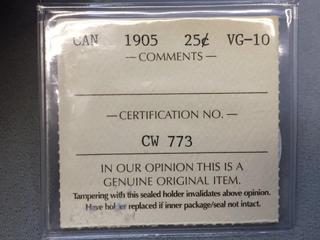 CAN 1905 25¢ VG-10
— COMMENTS —
— CERTIFICATION NO. —
CW 773
IN OUR OPINION THIS IS A
GENUINE ORIGINAL ITEM.
Tampering with this sealed holder invalidates above opinion.
Have holder replaced if inner package/seal not intact.